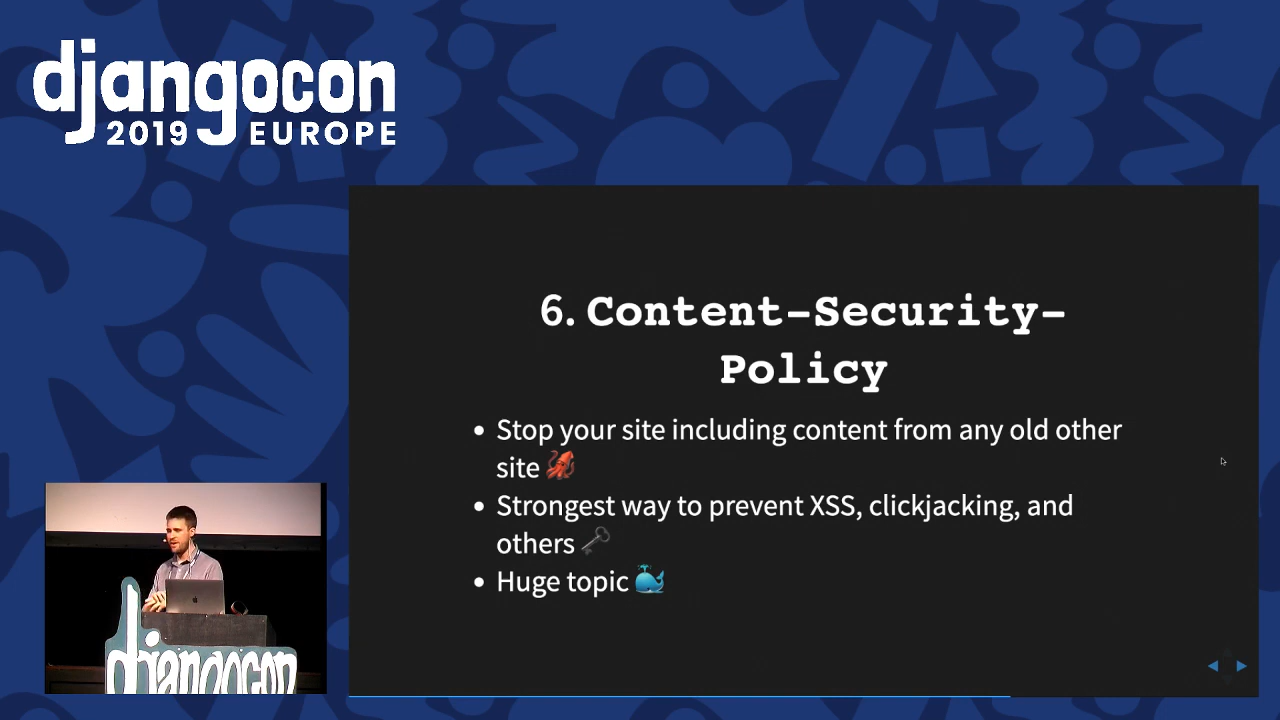 djangocon
2019 EUROPE
6. Content-Security-
Policy
• Stop your site including content from any old other
site 🦑
• Strongest way to prevent XSS, clickjacking, and
others 🗝
• Huge topic 🐳
djangocon